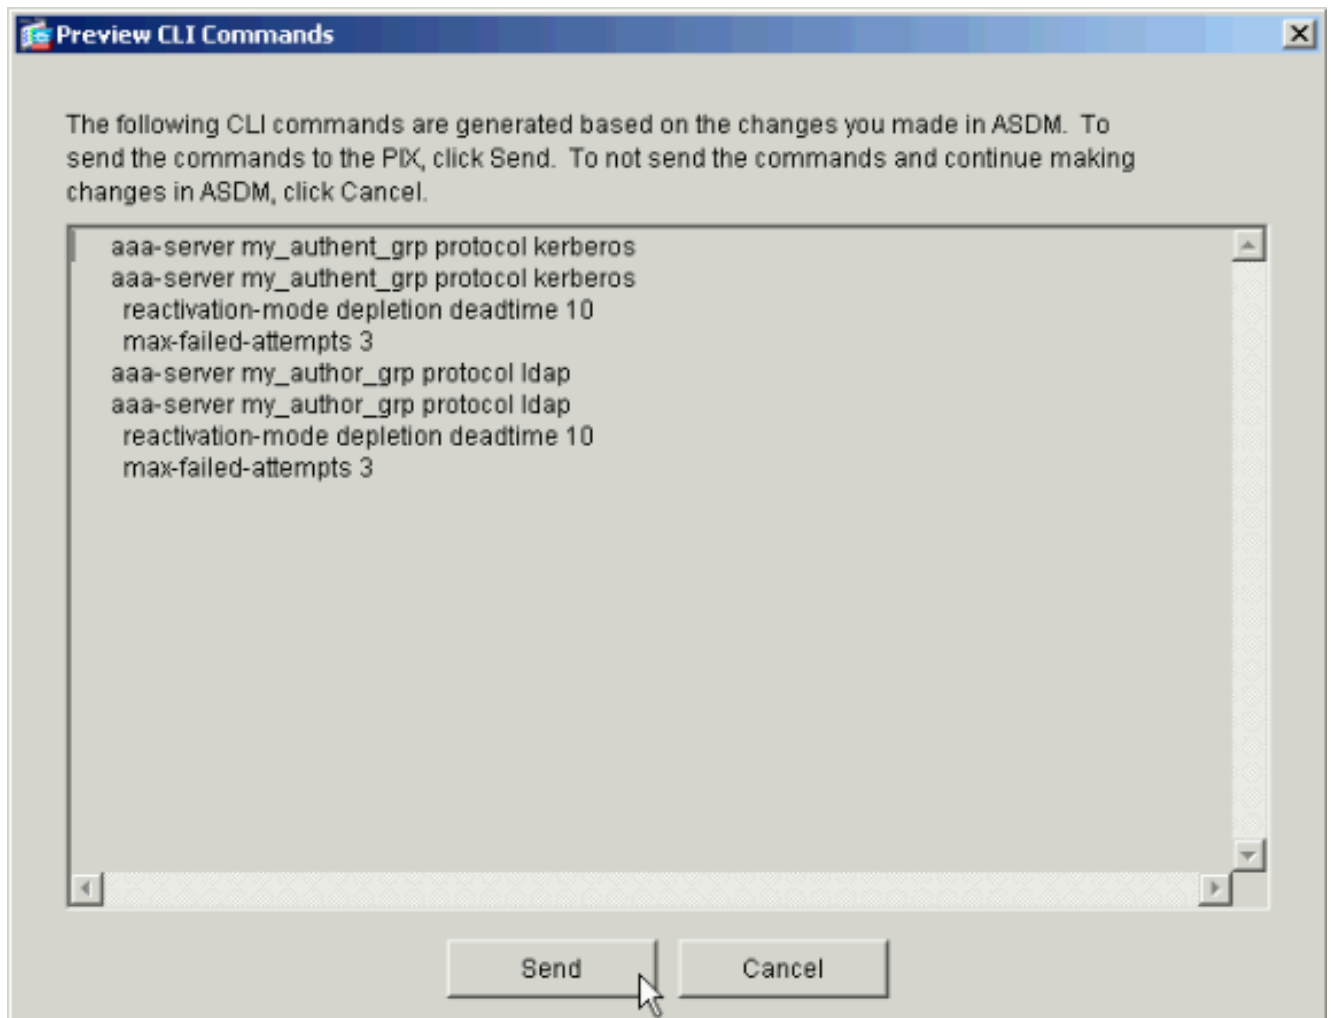 Preview CLI Commands
The following CLI commands are generated based on the changes you made in ASDM. To
send the commands to the PIX, click Send. To not send the commands and continue making
changes in ASDM, click Cancel.
aaa-server my_authent_grp protocol kerberos
aaa-server my_authent_grp protocol kerberos
reactivation-mode depletion deadtime 10
max-failed-attempts 3
aaa-server my_author_grp protocol ldap
aaa-server my_author_grp protocol ldap
reactivation-mode depletion deadtime 10
max-failed-attempts 3
Send Cancel